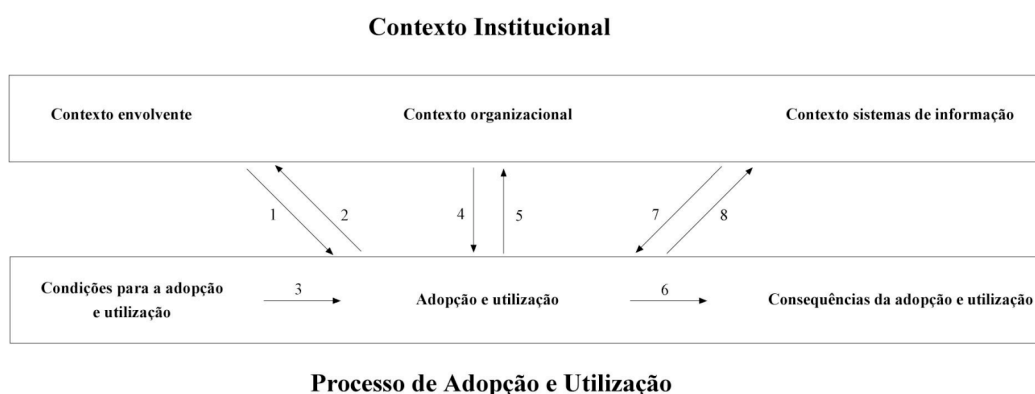 Contexto Institucional
Contexto envolvente
Contexto organizacional
Contexto sistemas de informação
1
2
4
5
7
8
Condições para a adopção
e utilização
3
Adopção e utilização
6
Consequências da adopção e utilização
Processo de Adopção e Utilização